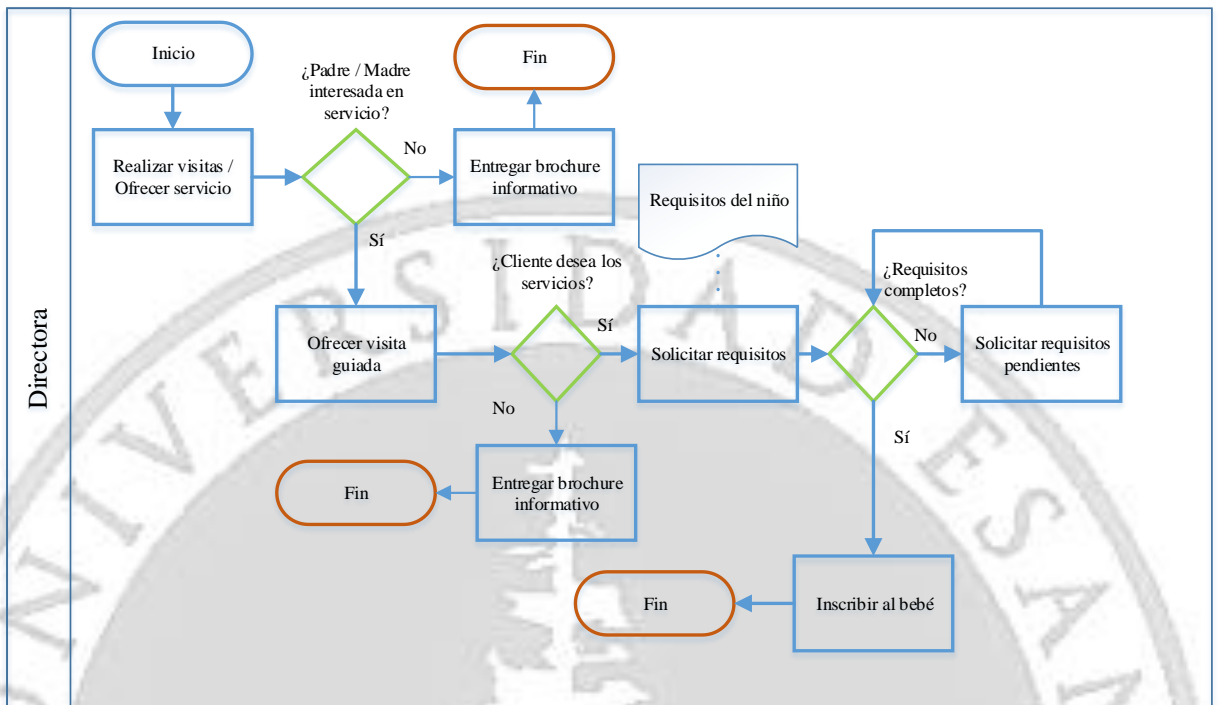 Directora
Inicio
¿Padre / Madre
interesada en
servicio?
Fin
Realizar visitas /
Ofrecer servicio
No
Entregar brochure
informativo
Sí
Requisitos del niño
¿Cliente desea los
servicios?
¿Requisitos
completos?
Ofrecer visita
guiada
Sí
Solicitar requisitos
No
Solicitar requisitos
pendientes
No
Sí
Entregar brochure
informativo
Fin
Inscribir al bebé
Fin
UNIVERSIDAD ESAN